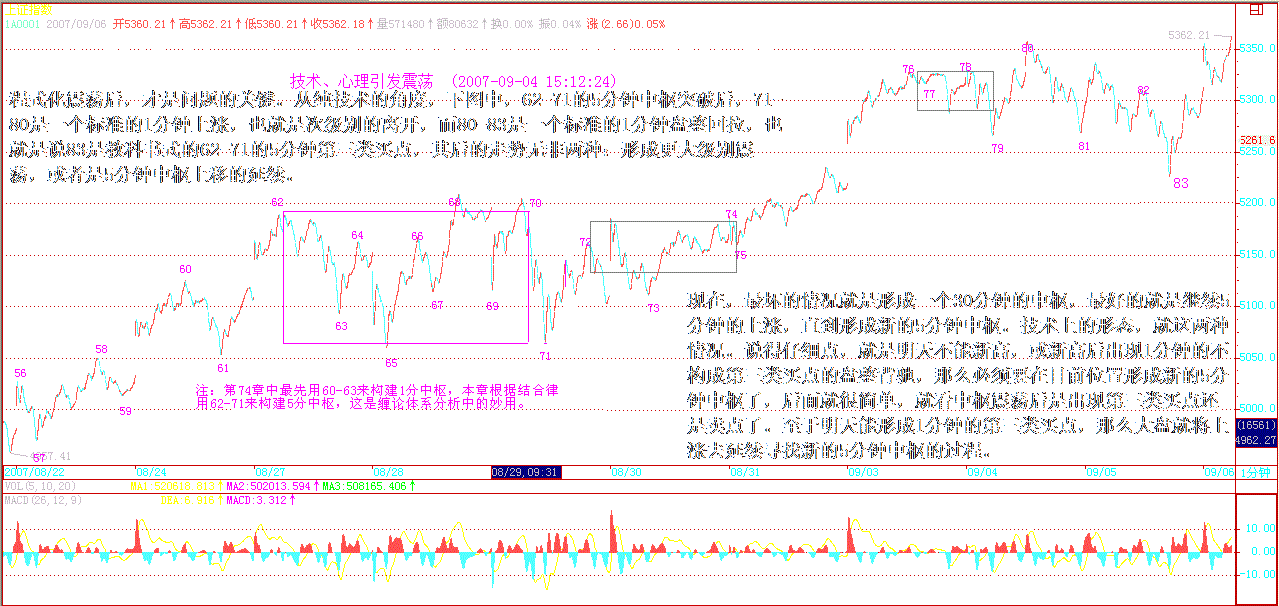 上证指数
1A0001 2007/09/06 开5360.21↑高5362.21↑低5360.21↑收5362.18↑量571480↑额80632↑换0.00% 振0.04% 涨(2.66)0.05%
5362.21
5350.0
技术、心理引发震荡 (2007-09-04 15:12:24)
80
76 78
77
82
程式化震荡后，才是问题的关键。从纯技术的角度，下图中，62-71的5分钟中枢突破后，71
5300.0
80是一个标准的1分钟上涨，也就是次级别的离开，而80-83是一个标准的1分钟盘整回拉，也
就是说83是教科书式的62-71的5分钟第三类买点，其后的走势无非两种，形成更大级别震
荡，或者是5分钟中枢上移的延续。
5261.6
5250.0
79 81
83
5200.0
62 68 70
74
64 66 72 75
5150.0
60
67 69 73
5100.0
63
现在，最坏的情况就是形成一个30分钟的中枢，最好的就是继续5
分钟的上涨，直到形成新的5分钟中枢。技术上的形态，就这两种
情况。说得仔细点，就是明天不能新高，或新高后出现1分钟的不
构成第三类买点的盘整背驰，那么必须要在目前位置形成新的5分
钟中枢了，后面就很简单，就看中枢震荡后是出现第三类买点还
是卖点了。至于明天能形成1分钟的第三类买点，那么大盘就将上
涨去延续寻找新的5分钟中枢的过程。
58
71
5050.0
61 65
56
59
注：第74章中最先用60-63来构建1分中枢，本章根据结合律
用62-71来构建5分中枢，这是缠论体系分析中的妙用。
5000.0
(16561)
4962.27
57
2007/08/22 08/24 08/27 08/28 08/29,09:31 08/30 08/31 09/03 09/04 09/05 09/06 1分钟
VOL(5,10,20) MA2:502013.594↑ MA3:508165.406↑
MACD(26,12,9) DEA:6.916↑ MACD:3.312↑
10.00
0.00
-10.00